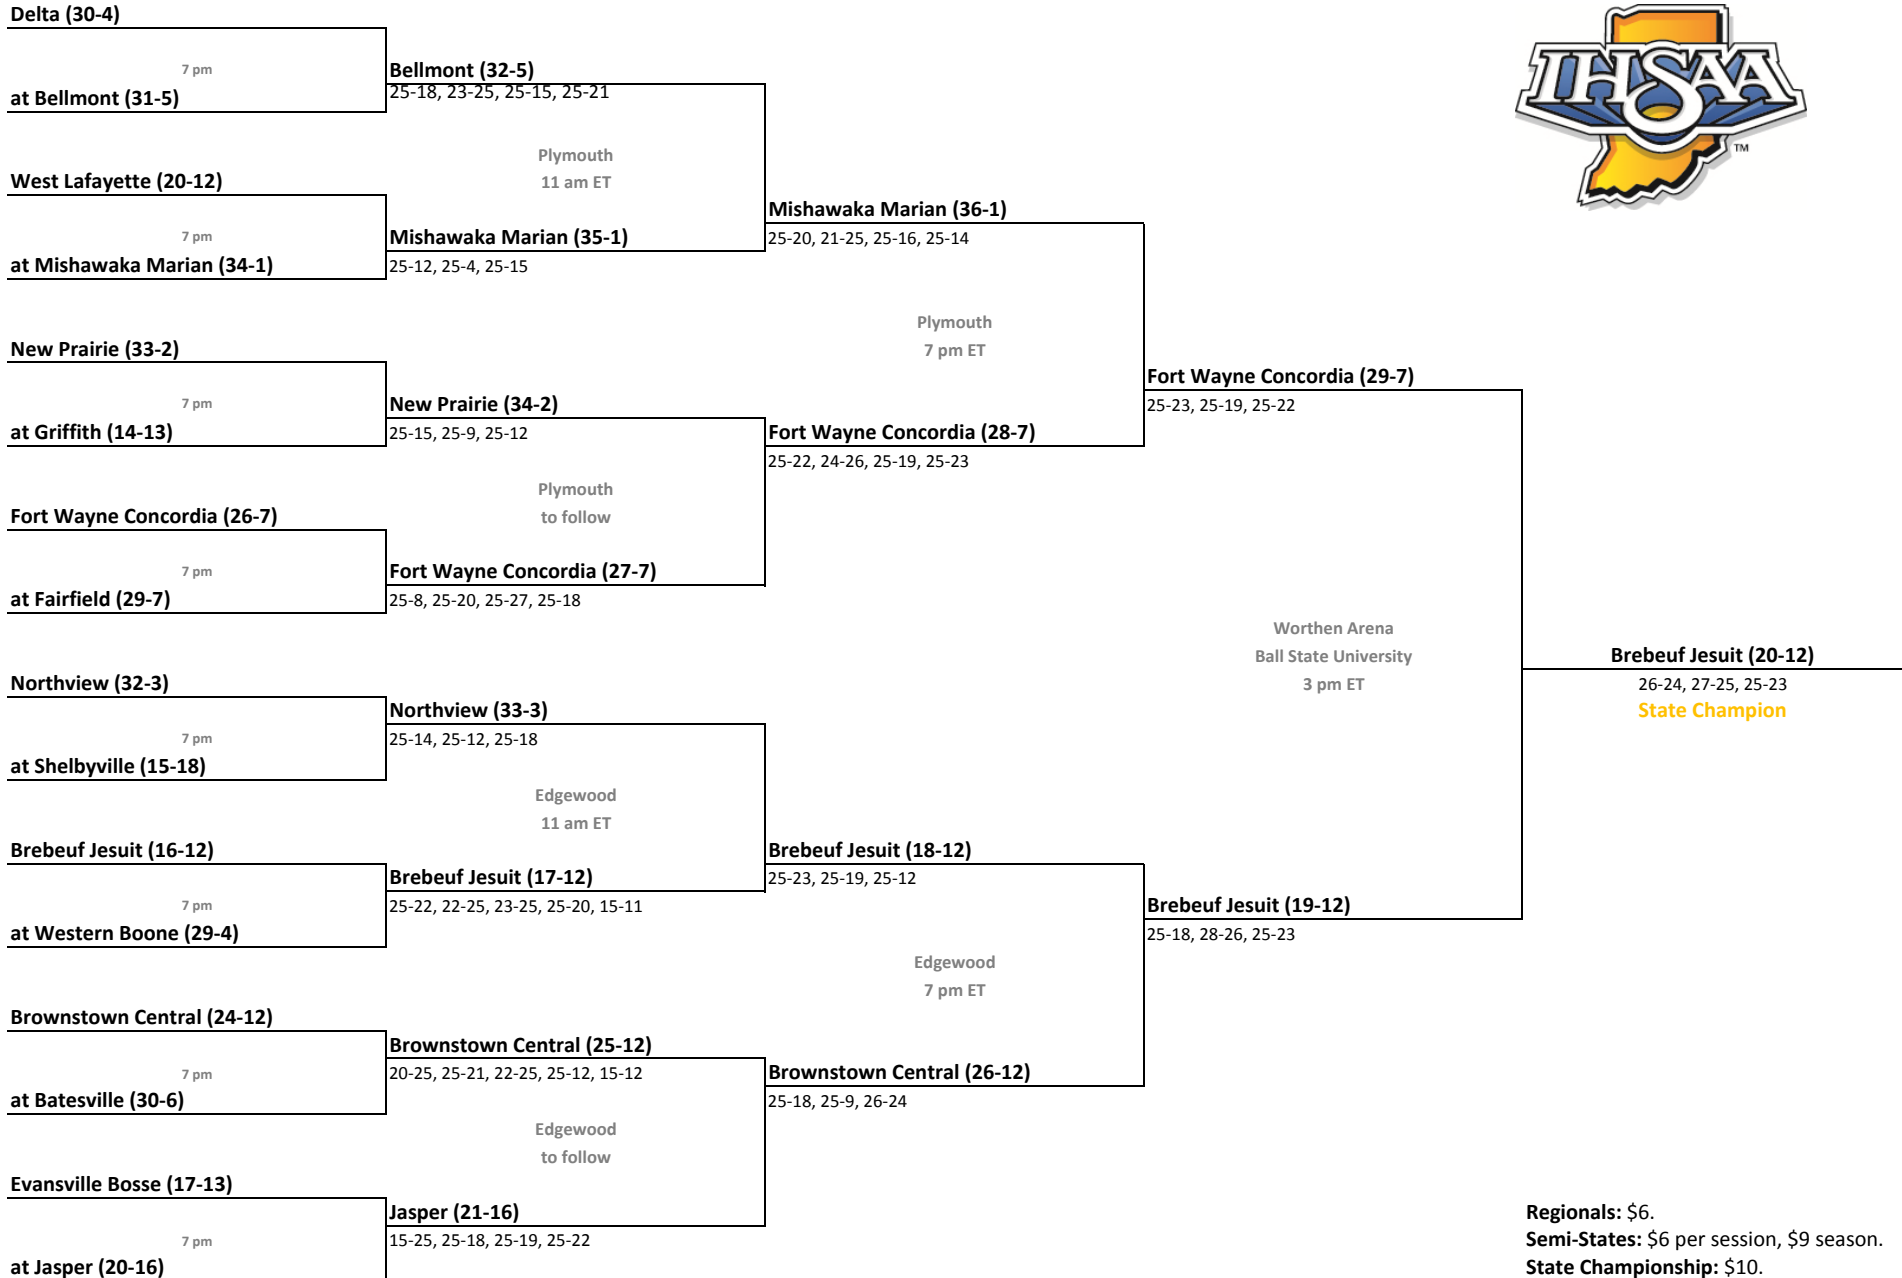 Delta (30-4)
7 pm
at Bellmont (31-5)
Bellmont (32-5)
25-18, 23-25, 25-15, 25-21
Plymouth
11 am ET
West Lafayette (20-12)
7 pm
at Mishawaka Marian (34-1)
Mishawaka Marian (35-1)
25-12, 25-4, 25-15
Mishawaka Marian (36-1)
25-20, 21-25, 25-16, 25-14
Plymouth
7 pm ET
New Prairie (33-2)
7 pm
at Griffith (14-13)
New Prairie (34-2)
25-15, 25-9, 25-12
Plymouth
to follow
Fort Wayne Concordia (28-7)
25-22, 24-26, 25-19, 25-23
Fort Wayne Concordia (26-7)
7 pm
at Fairfield (29-7)
Fort Wayne Concordia (27-7)
25-8, 25-20, 25-27, 25-18
Fort Wayne Concordia (29-7)
25-23, 25-19, 25-22
Worthen Arena
Ball State University
3 pm ET
Brebeuf Jesuit (20-12)
26-24, 27-25, 25-23
State Champion
Northview (32-3)
7 pm
at Shelbyville (15-18)
Northview (33-3)
25-14, 25-12, 25-18
Edgewood
11 am ET
Brebeuf Jesuit (16-12)
7 pm
at Western Boone (29-4)
Brebeuf Jesuit (17-12)
25-22, 22-25, 23-25, 25-20, 15-11
Brebeuf Jesuit (18-12)
25-23, 25-19, 25-12
Edgewood
7 pm ET
Brebeuf Jesuit (19-12)
25-18, 28-26, 25-23
Brownstown Central (24-12)
7 pm
at Batesville (30-6)
Brownstown Central (25-12)
20-25, 25-21, 22-25, 25-12, 15-12
Edgewood
to follow
Brownstown Central (26-12)
25-18, 25-9, 26-24
Evansville Bosse (17-13)
7 pm
at Jasper (20-16)
Jasper (21-16)
15-25, 25-18, 25-19, 25-22
IHSAA
TM
Regionals: $6.
Semi-States: $6 per session, $9 season.
State Championship: $10.